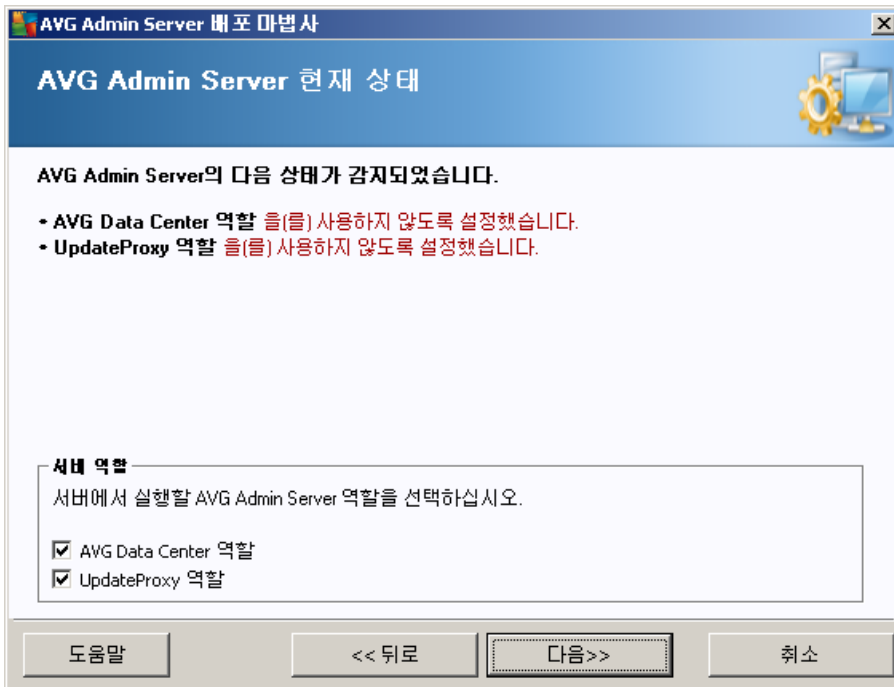 AVG Admin Server 배포 마법사
AVG Admin Server 현재 상태
AVG Admin Server의 다음 상태가 감지되었습니다.
• AVG Data Center 역할 을(를) 사용하지 않도록 설정했습니다.
• UpdateProxy 역할 을(를) 사용하지 않도록 설정했습니다.
서버 역할
서버에서 실행할 AVG Admin Server 역할을 선택하십시오.
AVG Data Center 역할
UpdateProxy 역할
도움말
<< 뒤로
다음>>
취소